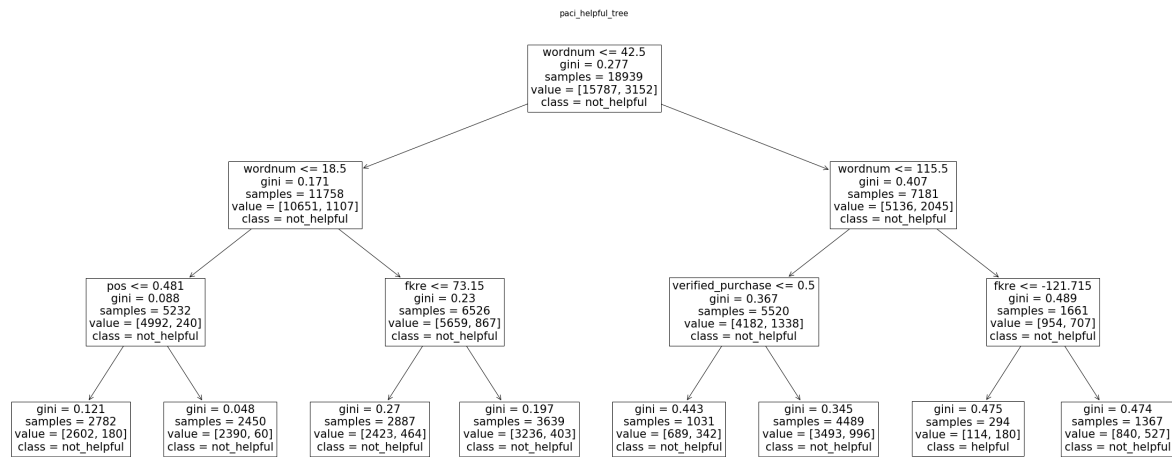 paci_helpful_tree
wordnum <= 42.5
gini = 0.277
samples = 18939
value = [15787, 3152]
class = not_helpful
wordnum <= 18.5
gini = 0.171
samples = 11758
value = [10651, 1107]
class = not_helpful
wordnum <= 115.5
gini = 0.407
samples = 7181
value = [5136, 2045]
class = not_helpful
pos <= 0.481
gini = 0.088
samples = 5232
value = [4992, 240]
class = not_helpful
fkre <= 73.15
gini = 0.23
samples = 6526
value = [5659, 867]
class = not_helpful
verified_purchase <= 0.5
gini = 0.367
samples = 5520
value = [4182, 1338]
class = not_helpful
fkre <= -121.715
gini = 0.489
samples = 1661
value = [954, 707]
class = not_helpful
gini = 0.121
samples = 2782
value = [2602, 180]
class = not_helpful
gini = 0.048
samples = 2450
value = [2390, 60]
class = not_helpful
gini = 0.27
samples = 2887
value = [2423, 464]
class = not_helpful
gini = 0.197
samples = 3639
value = [3236, 403]
class = not_helpful
gini = 0.443
samples = 1031
value = [689, 342]
class = not_helpful
gini = 0.345
samples = 4489
value = [3493, 996]
class = not_helpful
gini = 0.475
samples = 294
value = [114, 180]
class = helpful
gini = 0.474
samples = 1367
value = [840, 527]
class = not_helpful